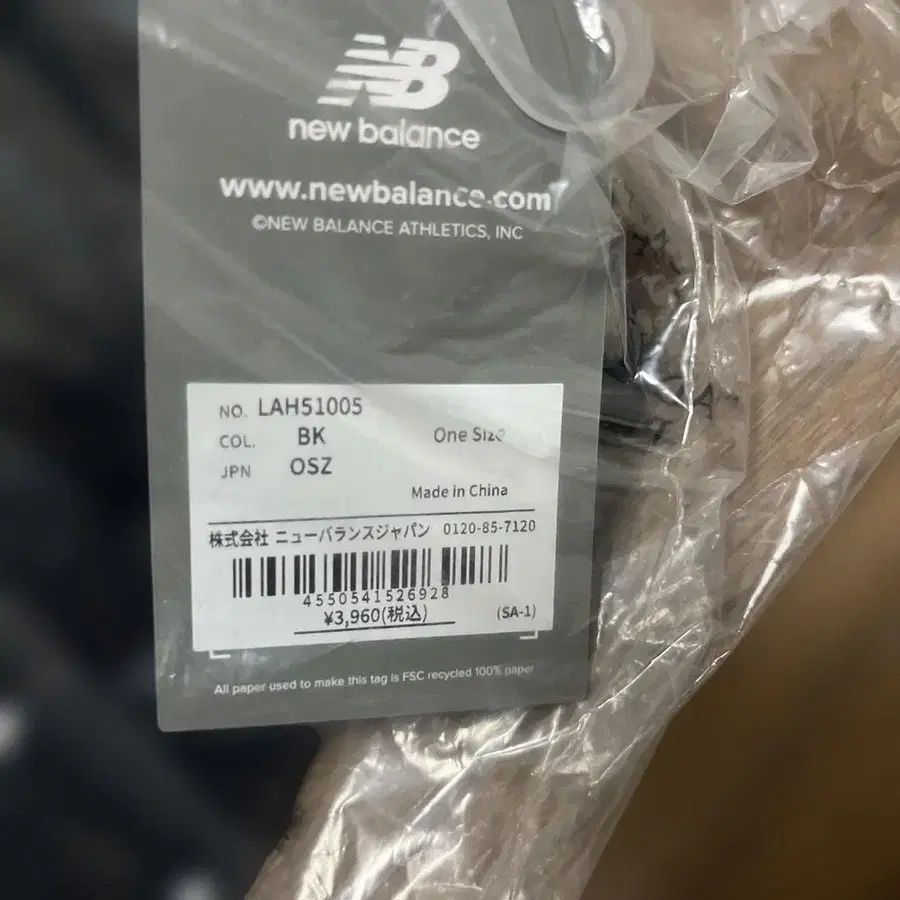 NB
new balance
www.newbalance.com
©NEW BALANCE ATHLETICS, INC
NO. LAH51005
COL. BK One Size
JPN OSZ
Made in China
株式会社 ニューバランスジャパン 0120-85-7120
4550541526928
¥3,960(税込) (SA-1)
All paper used to make this tag is FSC recycled 100% paper